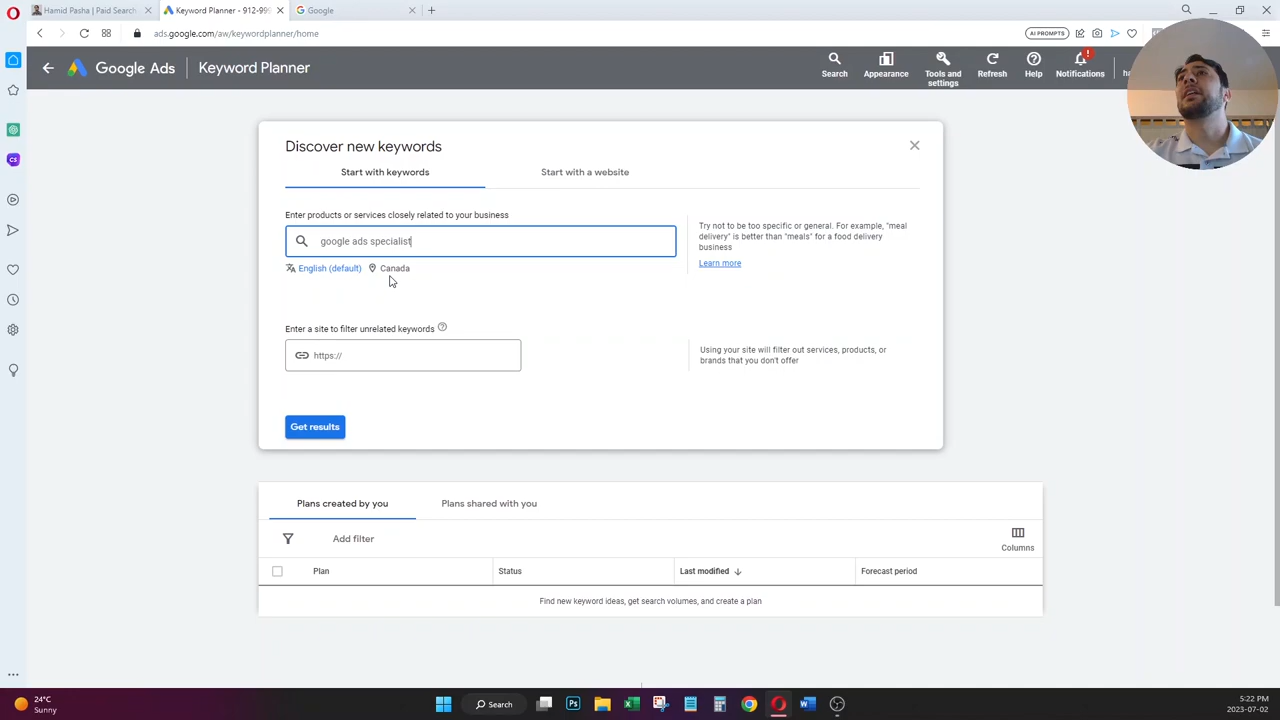 Hamid Pasha | Paid Search
Keyword Planner - 912-999
Google
ads.google.com/aw/keywordplanner/home
AI PROMPTS
Google Ads
Keyword Planner
Search
Appearance
Tools and
settings
Refresh
Help
Notifications
Discover new keywords
Start with keywords
Start with a website
Enter products or services closely related to your business
google ads specialist
English (default)
Canada
Try not to be too specific or general. For example, "meal
delivery" is better than "meals" for a food delivery
business
Learn more
Enter a site to filter unrelated keywords
https://
Using your site will filter out services, products, or
brands that you don't offer
Get results
Plans created by you
Plans shared with you
Add filter
Columns
Plan
Status
Last modified
Forecast period
Find new keyword ideas, get search volumes, and create a plan
24°C
Sunny
Search
5:22 PM
2023-07-02